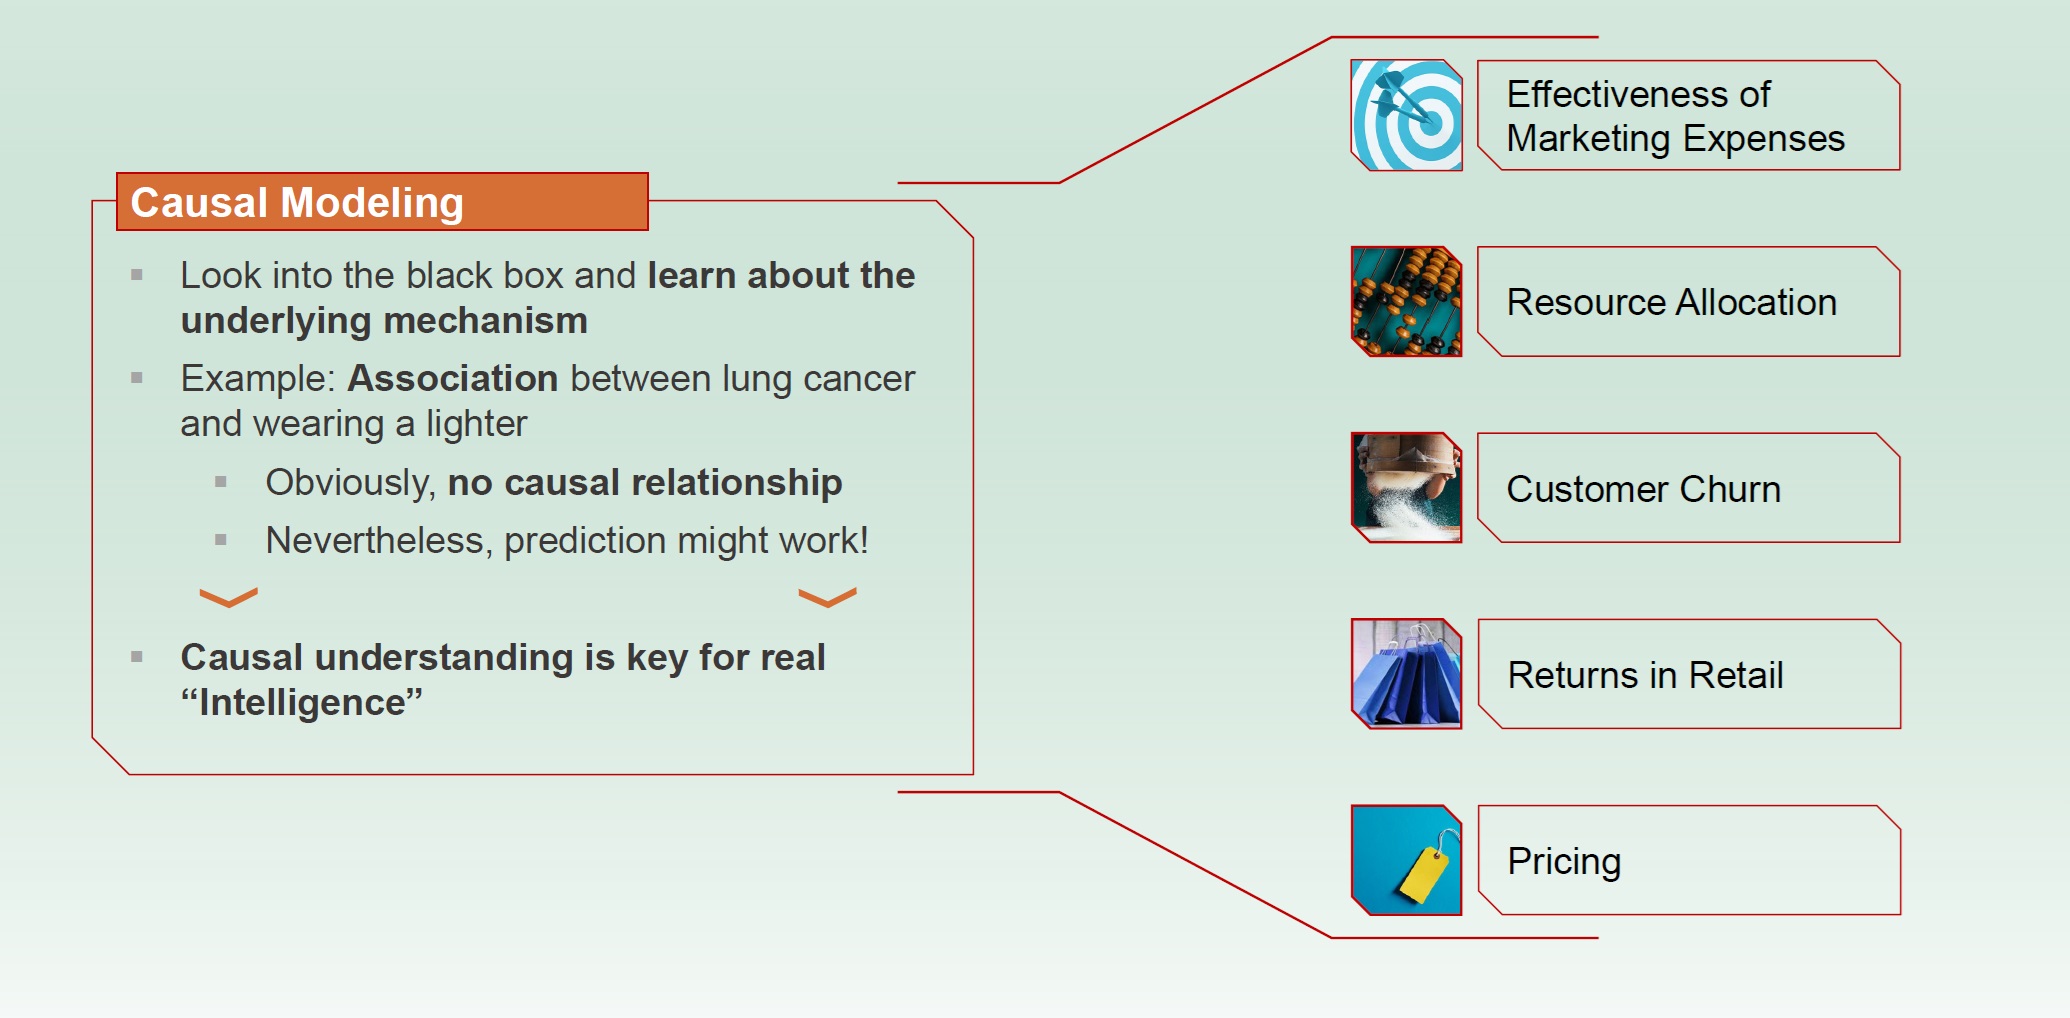 Causal Modeling
Look into the black box and learn about the
underlying mechanism
Example: Association between lung cancer
and wearing a lighter
Obviously, no causal relationship
Nevertheless, prediction might work!
Causal understanding is key for real
“Intelligence”
Effectiveness of
Marketing Expenses
Resource Allocation
Customer Churn
Returns in Retail
Pricing